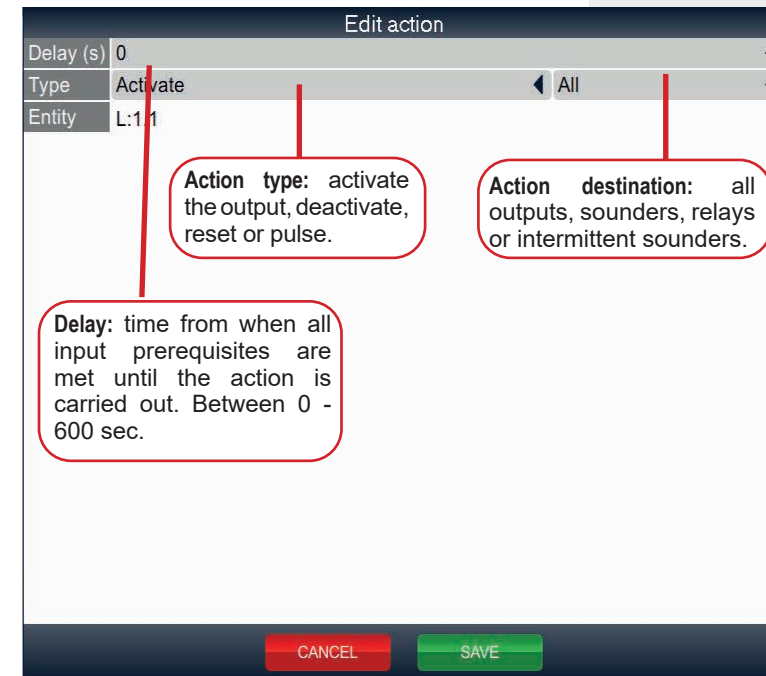 Edit action
Delay (s) 0
Type Activate All
Entity L:1.1
Action type: activate
the output, deactivate,
reset or pulse.
Action destination: all
outputs, sounders, relays
or intermittent sounders.
Delay: time from when all
input prerequisites are
met until the action is
carried out. Between 0 -
600 sec.
CANCEL SAVE